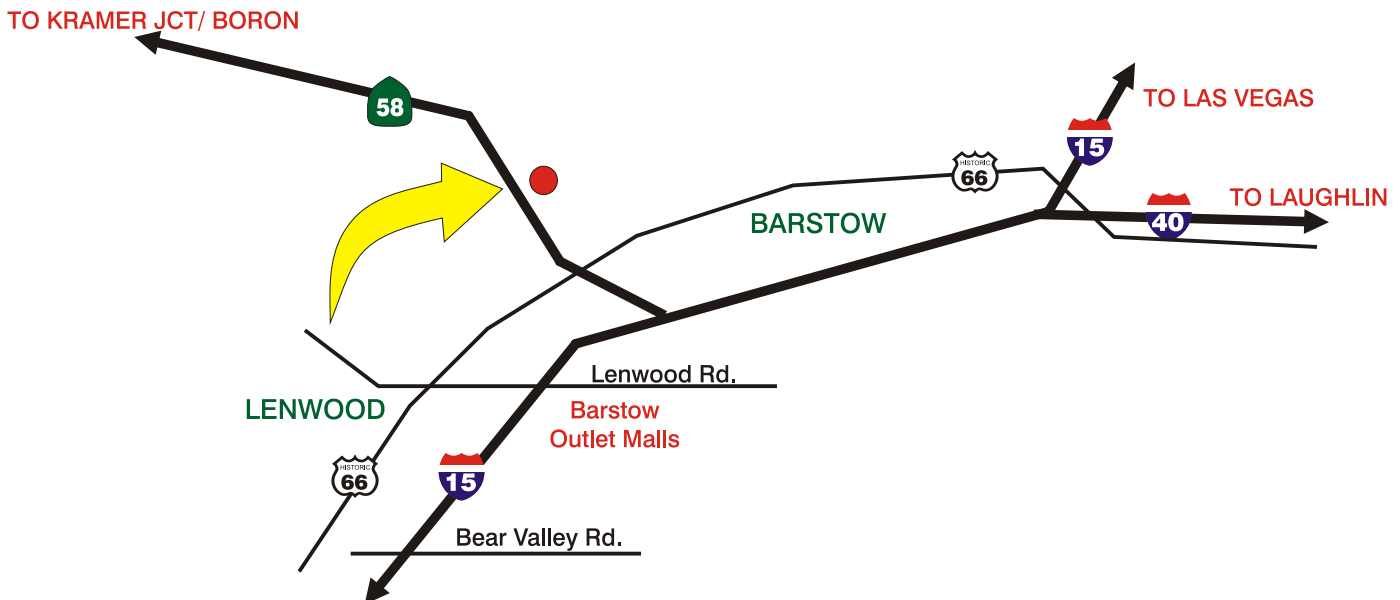 TO KRAMER JCT/ BORON
58
TO LAS VEGAS
15
HISTORIC
66
TO LAUGHLIN
40
BARSTOW
Lenwood Rd.
LENWOOD
Barstow
Outlet Malls
HISTORIC
66
15
Bear Valley Rd.